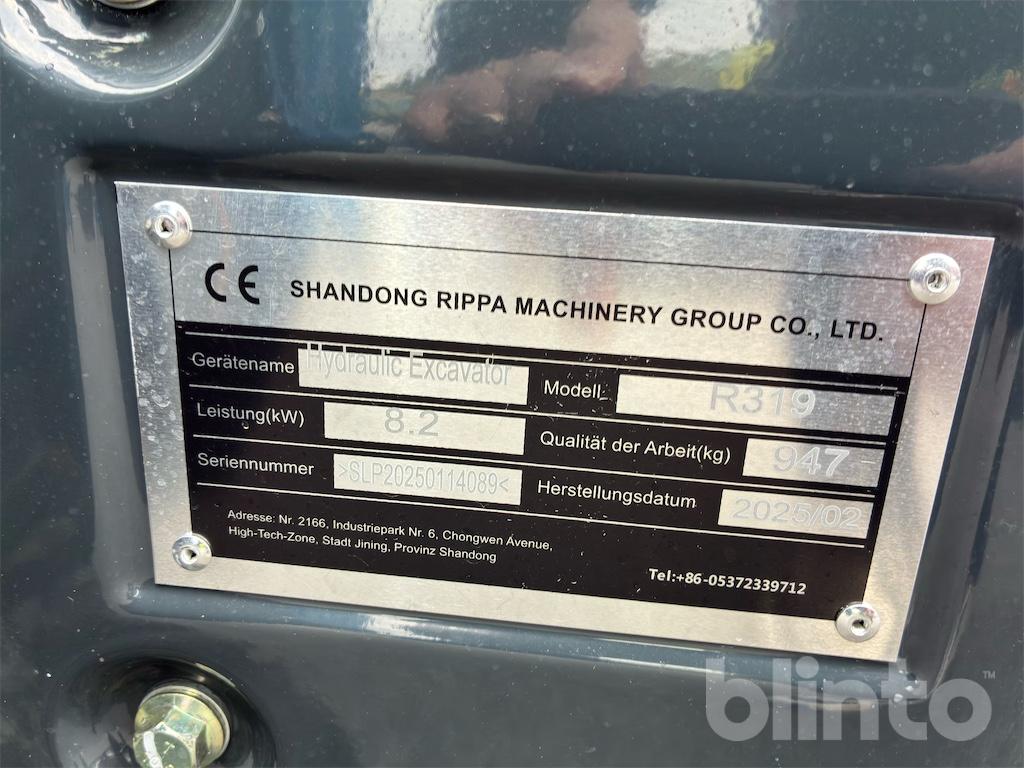 CE SHANDONG RIPPA MACHINERY GROUP CO., LTD.
Gerätename Hydraulic Excavator Modell R319
Leistung(kW) 8.2 Qualität der Arbeit(kg) 947
Seriennummer >SLP20250114089< Herstellungsdatum 2025/02
Adresse: Nr. 2166, Industriepark Nr. 6, Chongwen Avenue,
High-Tech-Zone, Stadt Jining, Provinz Shandong
Tel:+86-05372339712
blinto™